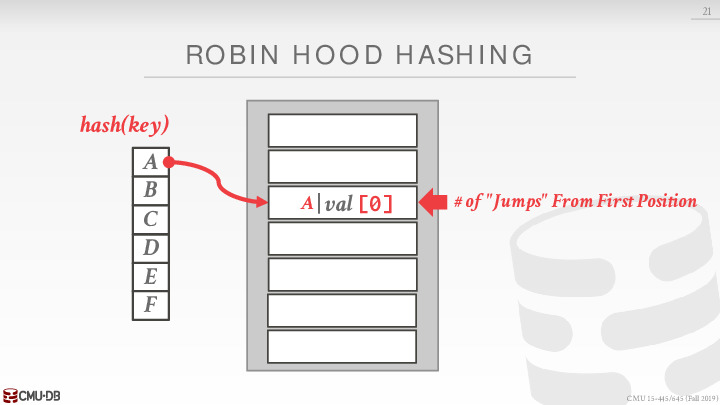 21
ROBIN HOOD HASHING
hash(key)
A
B
C
D
E
F
A|val [0]
# of "Jumps" From First Position
CMU·DB
CMU 15-445/645 (Fall 2019)